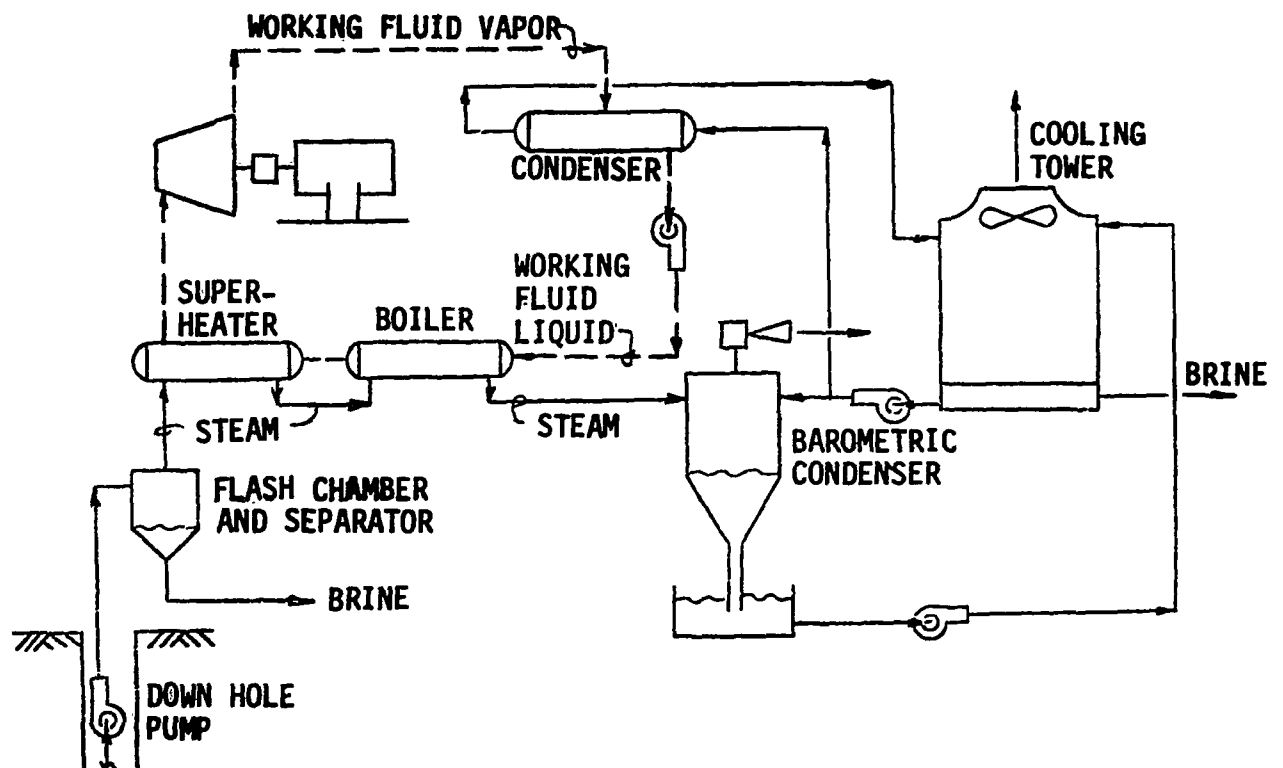 WORKING FLUID VAPOR
CONDENSER
COOLING
TOWER
WORKING
FLUID
LIQUID
SUPER-
HEATER
BOILER
STEAM
STEAM
BRINE
BAROMETRIC
CONDENSER
FLASH CHAMBER
AND SEPARATOR
BRINE
DOWN HOLE
PUMP